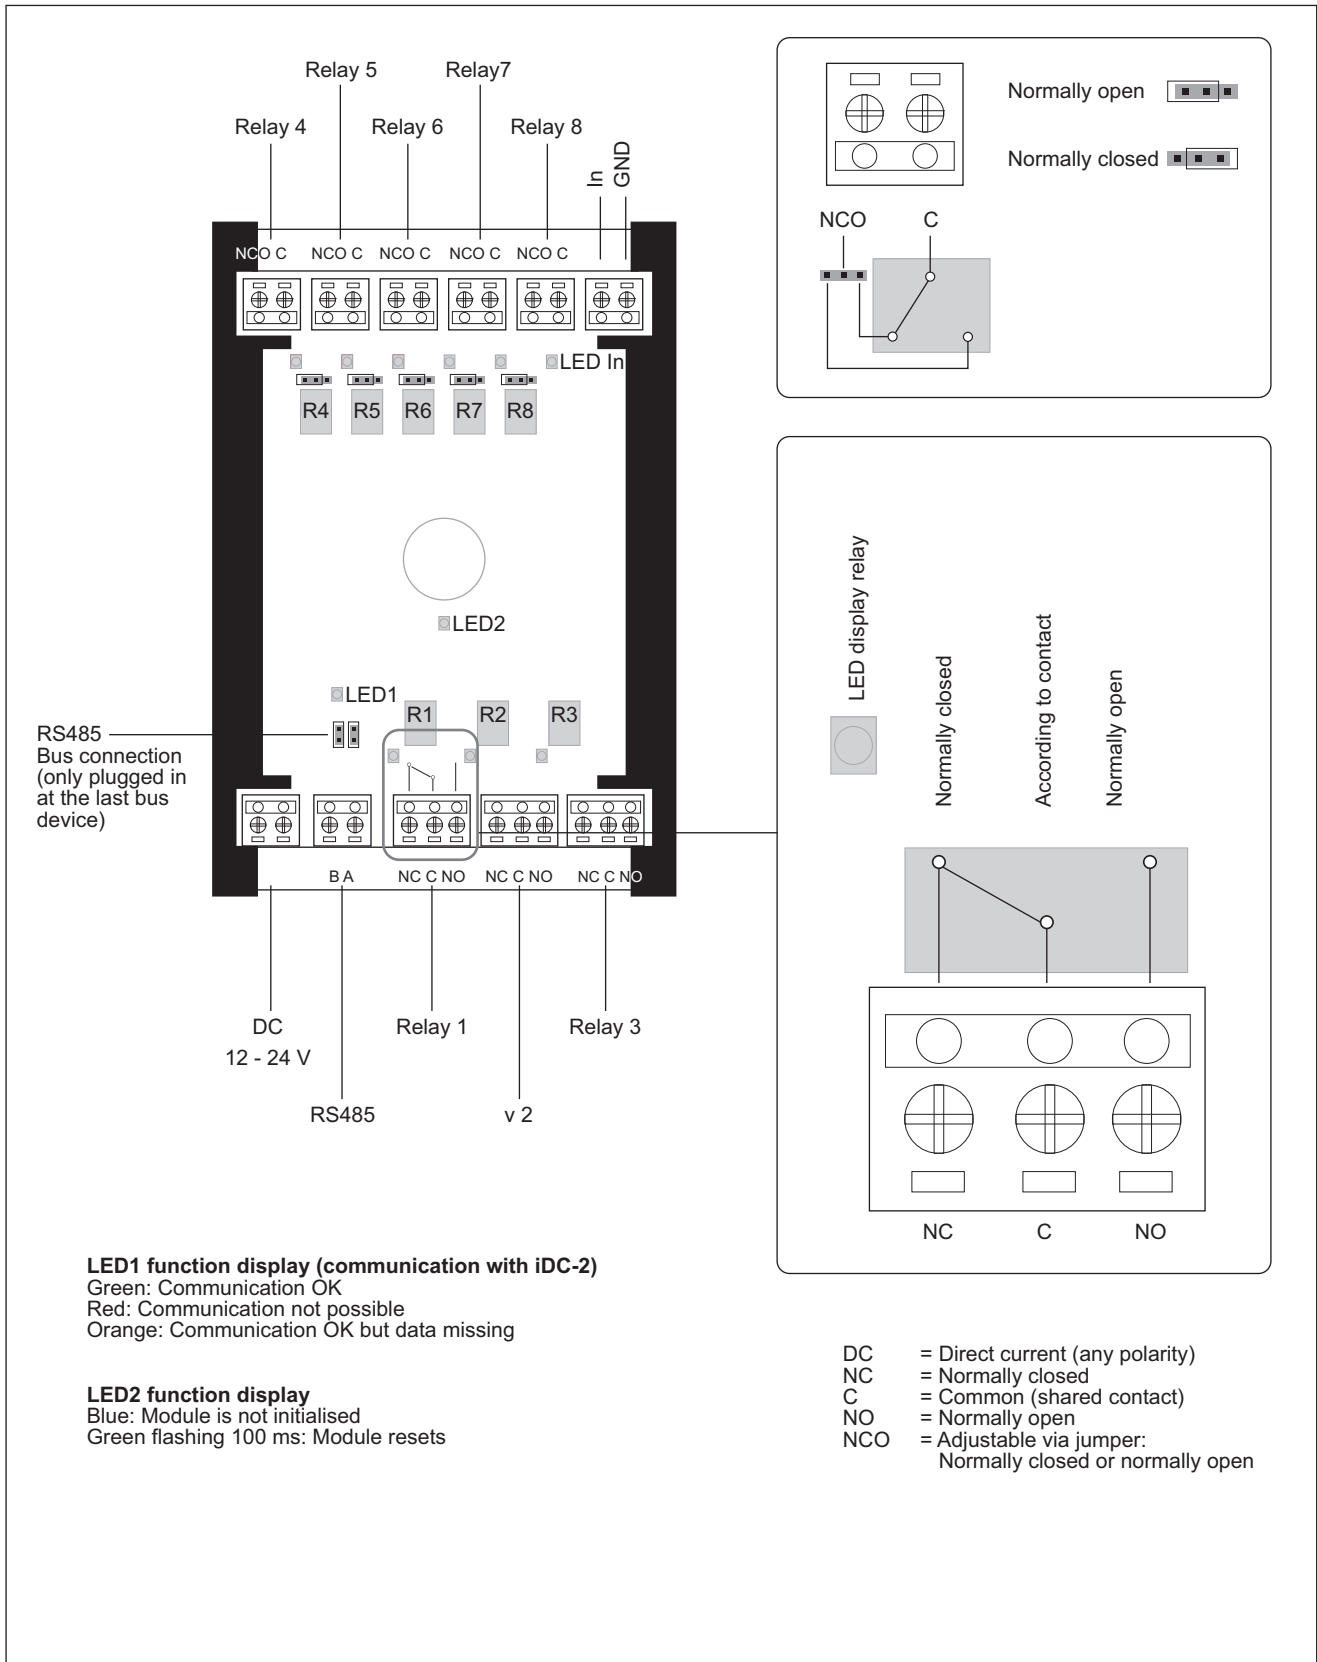 Relay 5
Relay7
Relay 4
Relay 6
Relay 8
In
GND
NCO C
NCO C
NCO C
NCO C
NCO C
LED In
R4
R5
R6
R7
R8
LED2
LED1
R1
R2
R3
RS485
Bus connection
(only plugged in
at the last bus
device)
B A
NC C NO
NC C NO
NC C NO
DC
12 - 24 V
Relay 1
Relay 3
RS485
v 2
Normally open
Normally closed
NCO
C
LED display relay
Normally closed
According to contact
Normally open
NC
C
NO
LED1 function display (communication with iDC-2)
Green: Communication OK
Red: Communication not possible
Orange: Communication OK but data missing
LED2 function display
Blue: Module is not initialised
Green flashing 100 ms: Module resets
DC = Direct current (any polarity)
NC = Normally closed
C = Common (shared contact)
NO = Normally open
NCO = Adjustable via jumper:
Normally closed or normally open